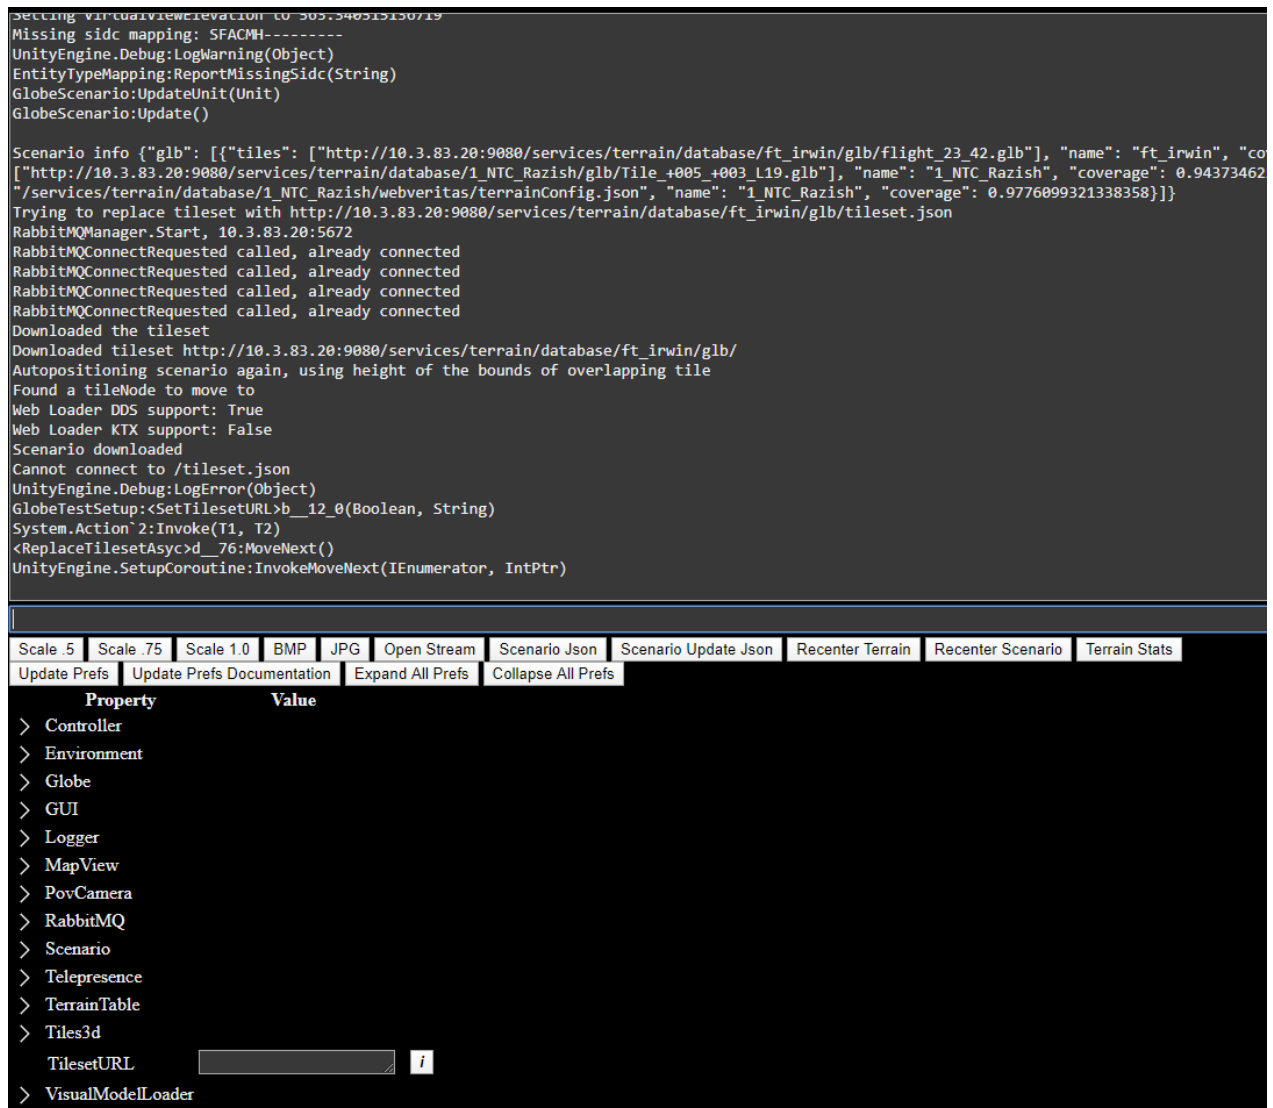 Setting VirtualViewElevation to 563.340515136719
Missing sidc mapping: SFACMH---------
UnityEngine.Debug:LogWarning(Object)
EntityTypeMapping:ReportMissingSidc(String)
GlobeScenario:UpdateUnit(Unit)
GlobeScenario:Update()
Scenario info {"glb": [{"tiles": ["http://10.3.83.20:9080/services/terrain/database/ft_irwin/glb/flight_23_42.glb"], "name": "ft_irwin", "co
["http://10.3.83.20:9080/services/terrain/database/1_NTC_Razish/glb/Tile_+005_+003_L19.glb"], "name": "1_NTC_Razish", "coverage": 0.94373462
"/services/terrain/database/1_NTC_Razish/webveritas/terrainConfig.json", "name": "1_NTC_Razish", "coverage": 0.9776099321338358}]}
Trying to replace tileset with http://10.3.83.20:9080/services/terrain/database/ft_irwin/glb/tileset.json
RabbitMQManager.Start, 10.3.83.20:5672
RabbitMQConnectRequested called, already connected
RabbitMQConnectRequested called, already connected
RabbitMQConnectRequested called, already connected
RabbitMQConnectRequested called, already connected
Downloaded the tileset
Downloaded tileset http://10.3.83.20:9080/services/terrain/database/ft_irwin/glb/
Autopositioning scenario again, using height of the bounds of overlapping tile
Found a tileNode to move to
Web Loader DDS support: True
Web Loader KTX support: False
Scenario downloaded
Cannot connect to /tileset.json
UnityEngine.Debug:LogError(Object)
GlobeTestSetup:<SetTilesetURL>b__12_0(Boolean, String)
System.Action`2:Invoke(T1, T2)
<ReplaceTilesetAsyc>d__76:MoveNext()
UnityEngine.SetupCoroutine:InvokeMoveNext(IEnumerator, IntPtr)
Scale .5 Scale .75 Scale 1.0 BMP JPG Open Stream Scenario Json Scenario Update Json Recenter Terrain Recenter Scenario Terrain Stats
Update Prefs Update Prefs Documentation Expand All Prefs Collapse All Prefs
Property Value
Controller
Environment
Globe
GUI
Logger
MapView
PovCamera
RabbitMQ
Scenario
Telepresence
TerrainTable
Tiles3d
TilesetURL i
VisualModelLoader